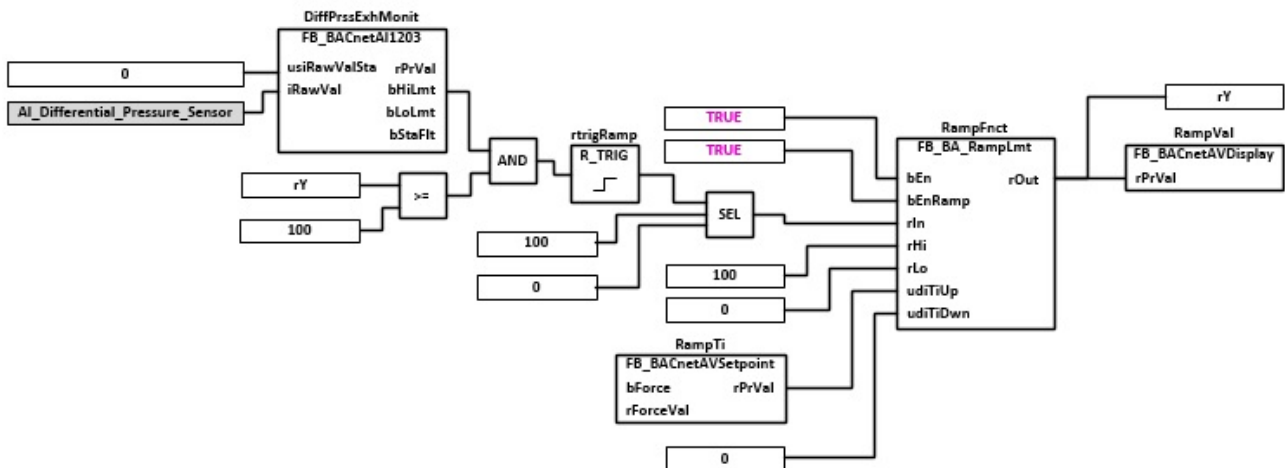 DiffPrssExhMonit
FB_BACnetAI1203
0
usiRawValSta rPrVal
AI_Differential_Pressure_Sensor
iRawVal bHiLmt
bLoLmt
bStaFlt
rY
>=
100
AND
rtrigRamp
R_TRIG
100
0
SEL
TRUE
TRUE
100
0
RampTi
FB_BACnetAVSetpoint
bForce rPrVal
rForceVal
0
RampFnct
FB_BA_RampLmt
bEn rOut
bEnRamp
rIn
rHi
rLo
udiTiUp
udiTiDwn
rY
RampVal
FB_BACnetAVDisplay
rPrVal